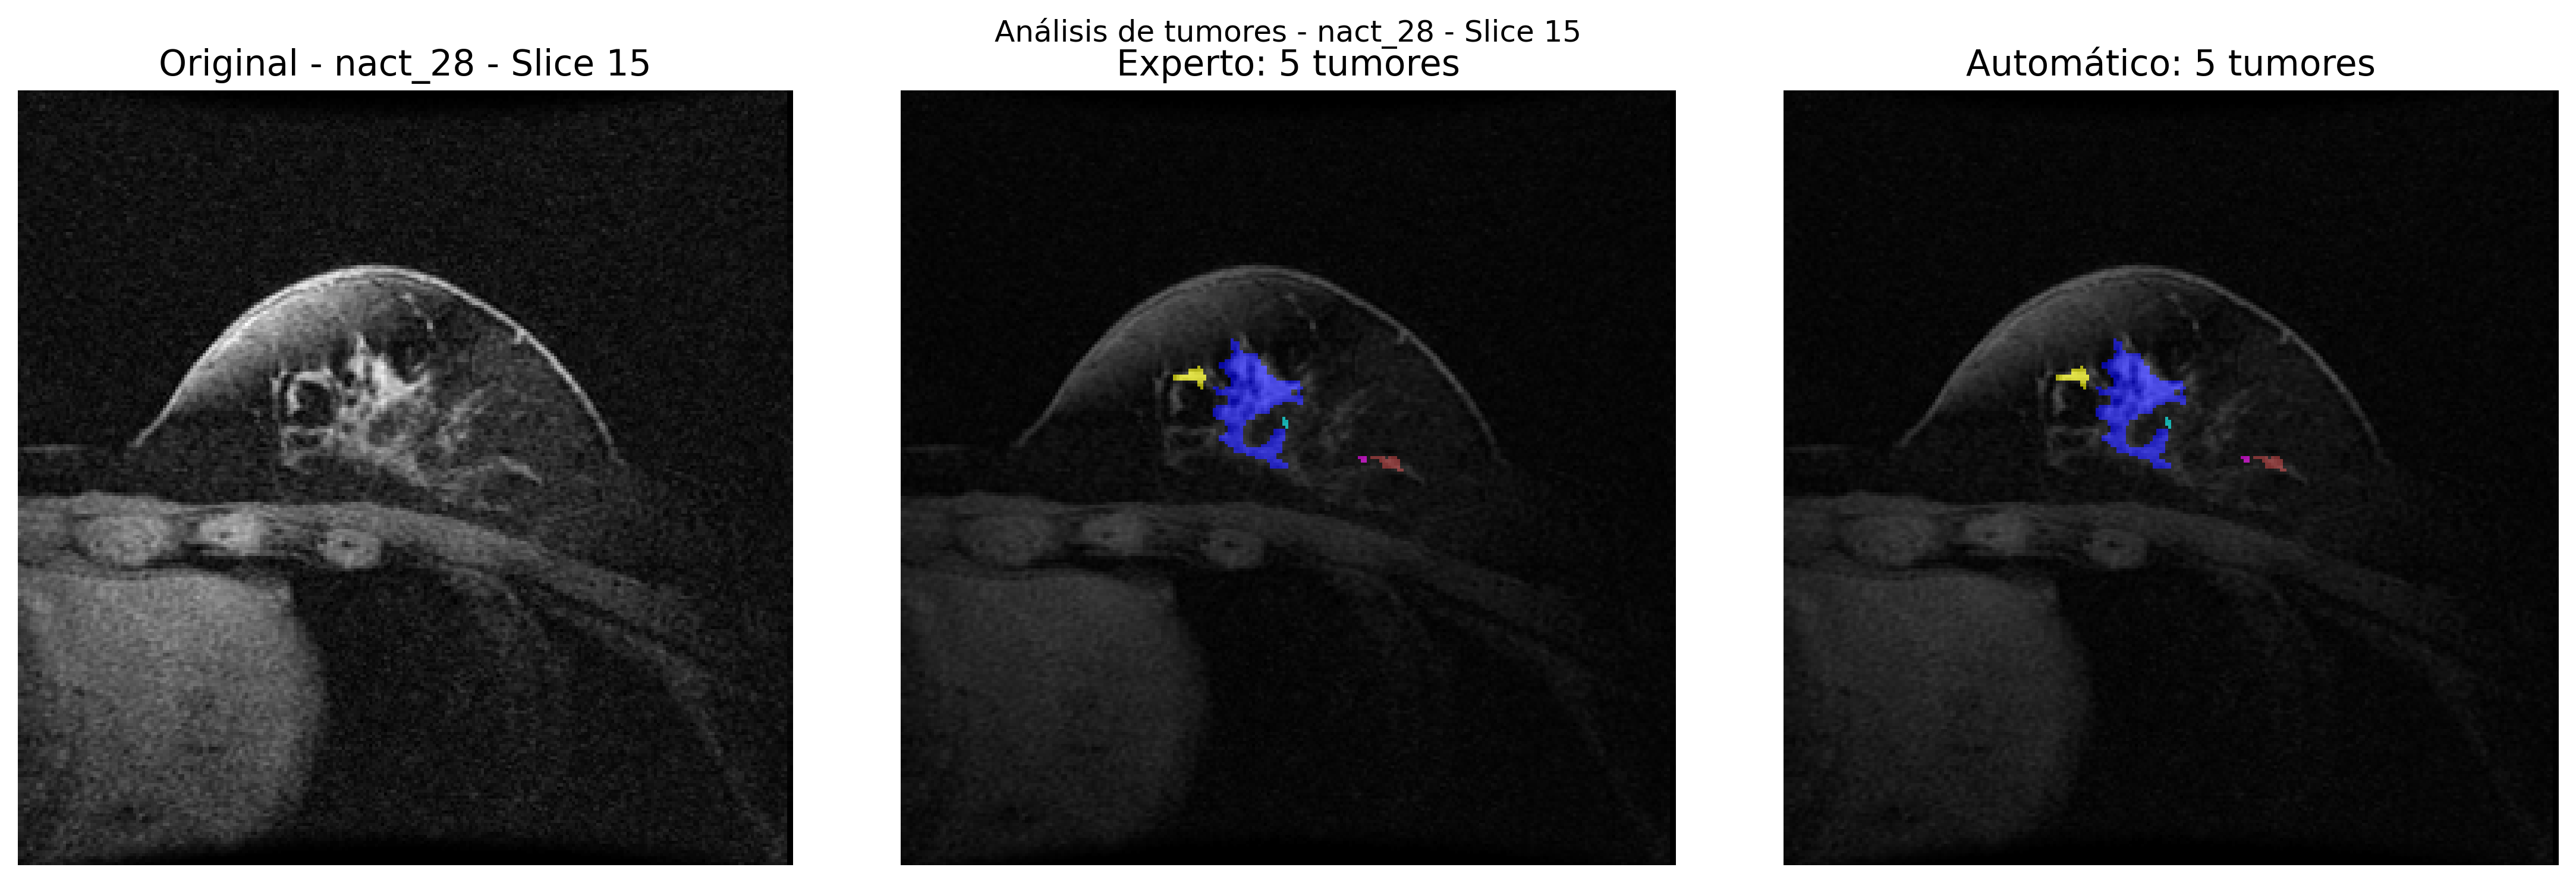 Análisis de tumores - nact_28 - Slice 15
Original - nact_28 - Slice 15
Experto: 5 tumores
Automático: 5 tumores